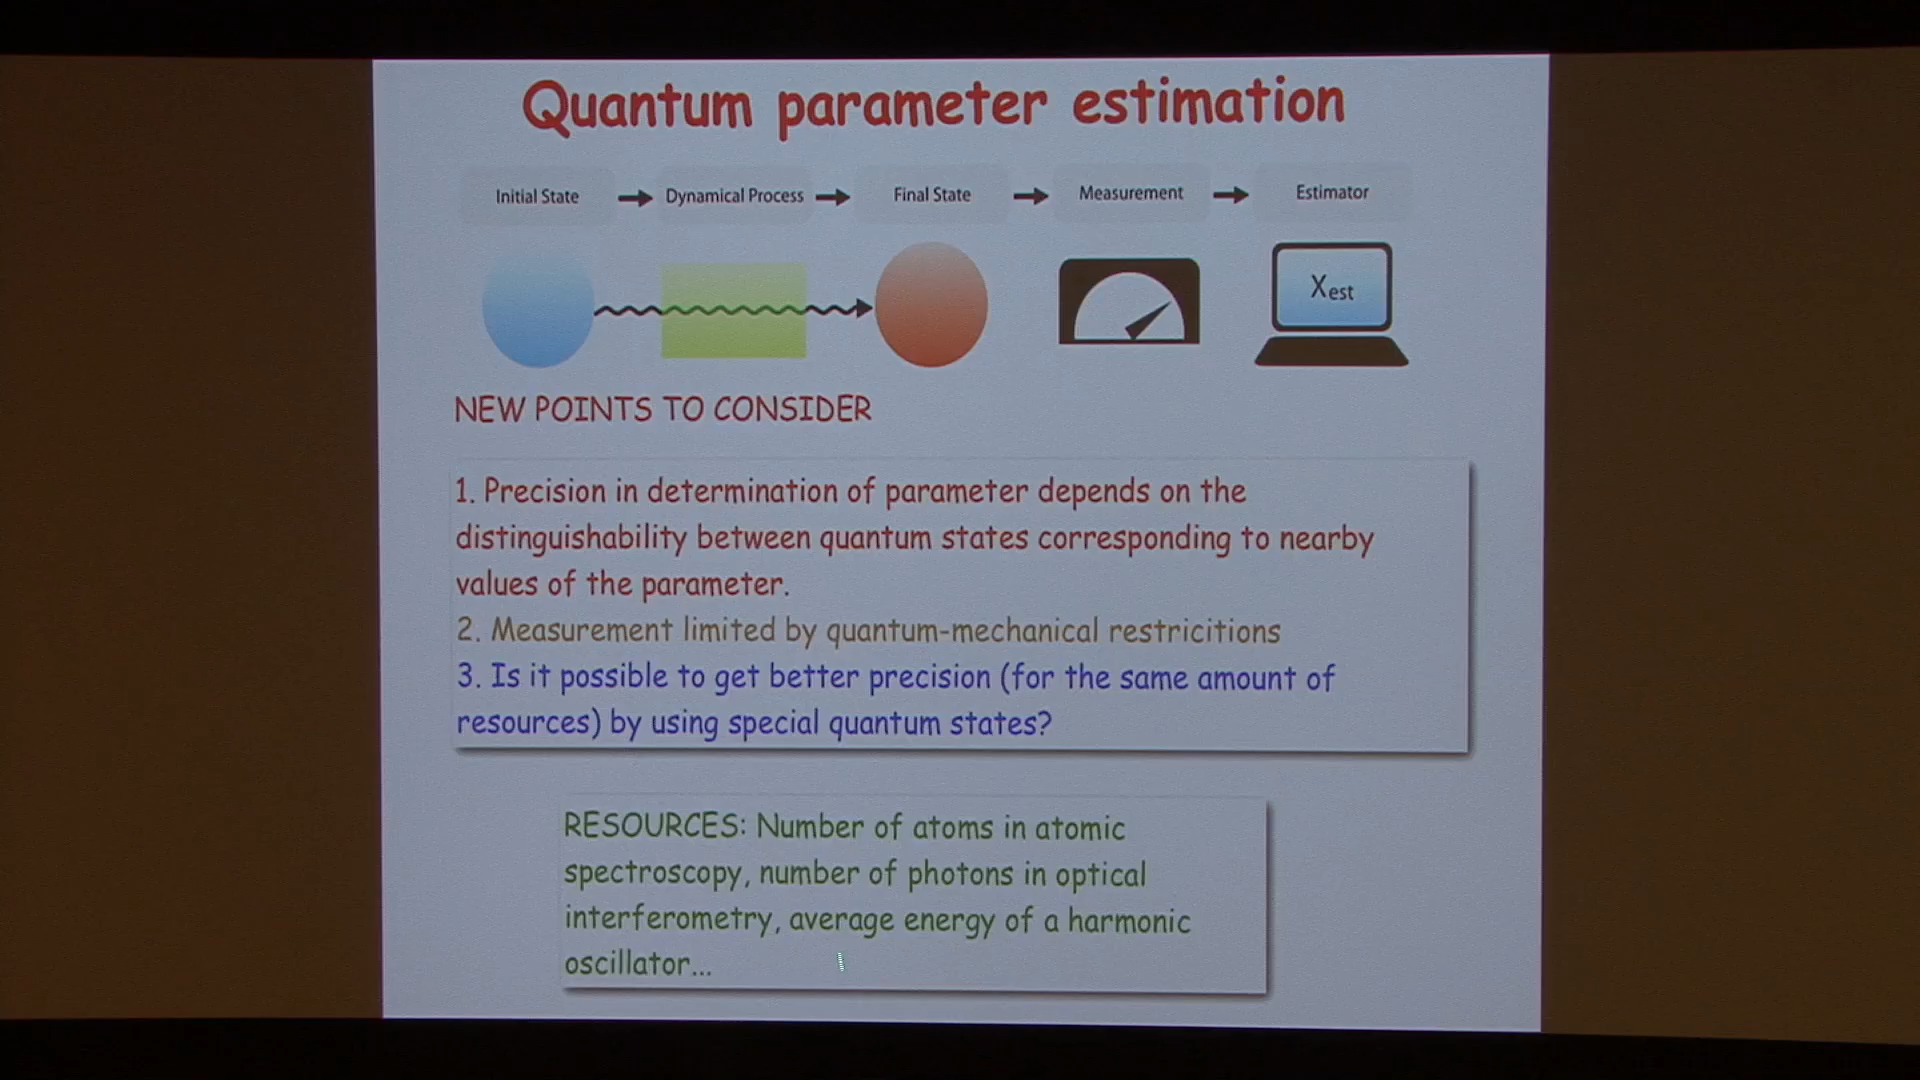 Quantum parameter estimation
Initial State
Dynamical Process
Final State
Measurement
Estimator
Xest
NEW POINTS TO CONSIDER
1. Precision in determination of parameter depends on the
distinguishability between quantum states corresponding to nearby
values of the parameter.
2. Measurement limited by quantum-mechanical restricitions
3. Is it possible to get better precision (for the same amount of
resources) by using special quantum states?
RESOURCES: Number of atoms in atomic
spectroscopy, number of photons in optical
interferometry, average energy of a harmonic
oscillator...